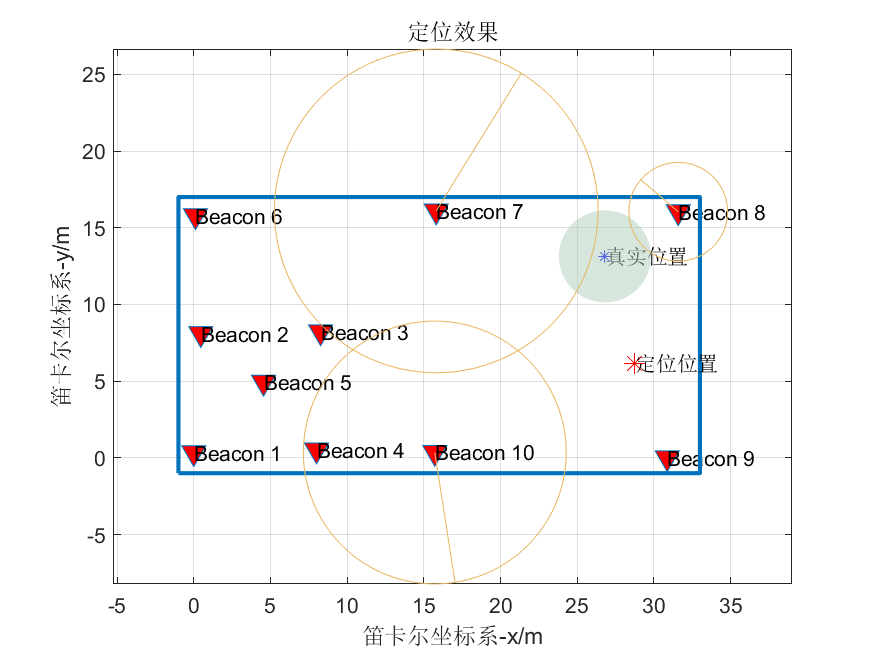 定位效果
25
20
15
10
5
0
-5
笛卡尔坐标系-y/m
Beacon 6
Beacon 7
Beacon 8
真实位置
Beacon 2
Beacon 3
定位位置
Beacon 5
Beacon 1
Beacon 4
Beacon 10
Beacon 9
-5 0 5 10 15 20 25 30 35
笛卡尔坐标系-x/m